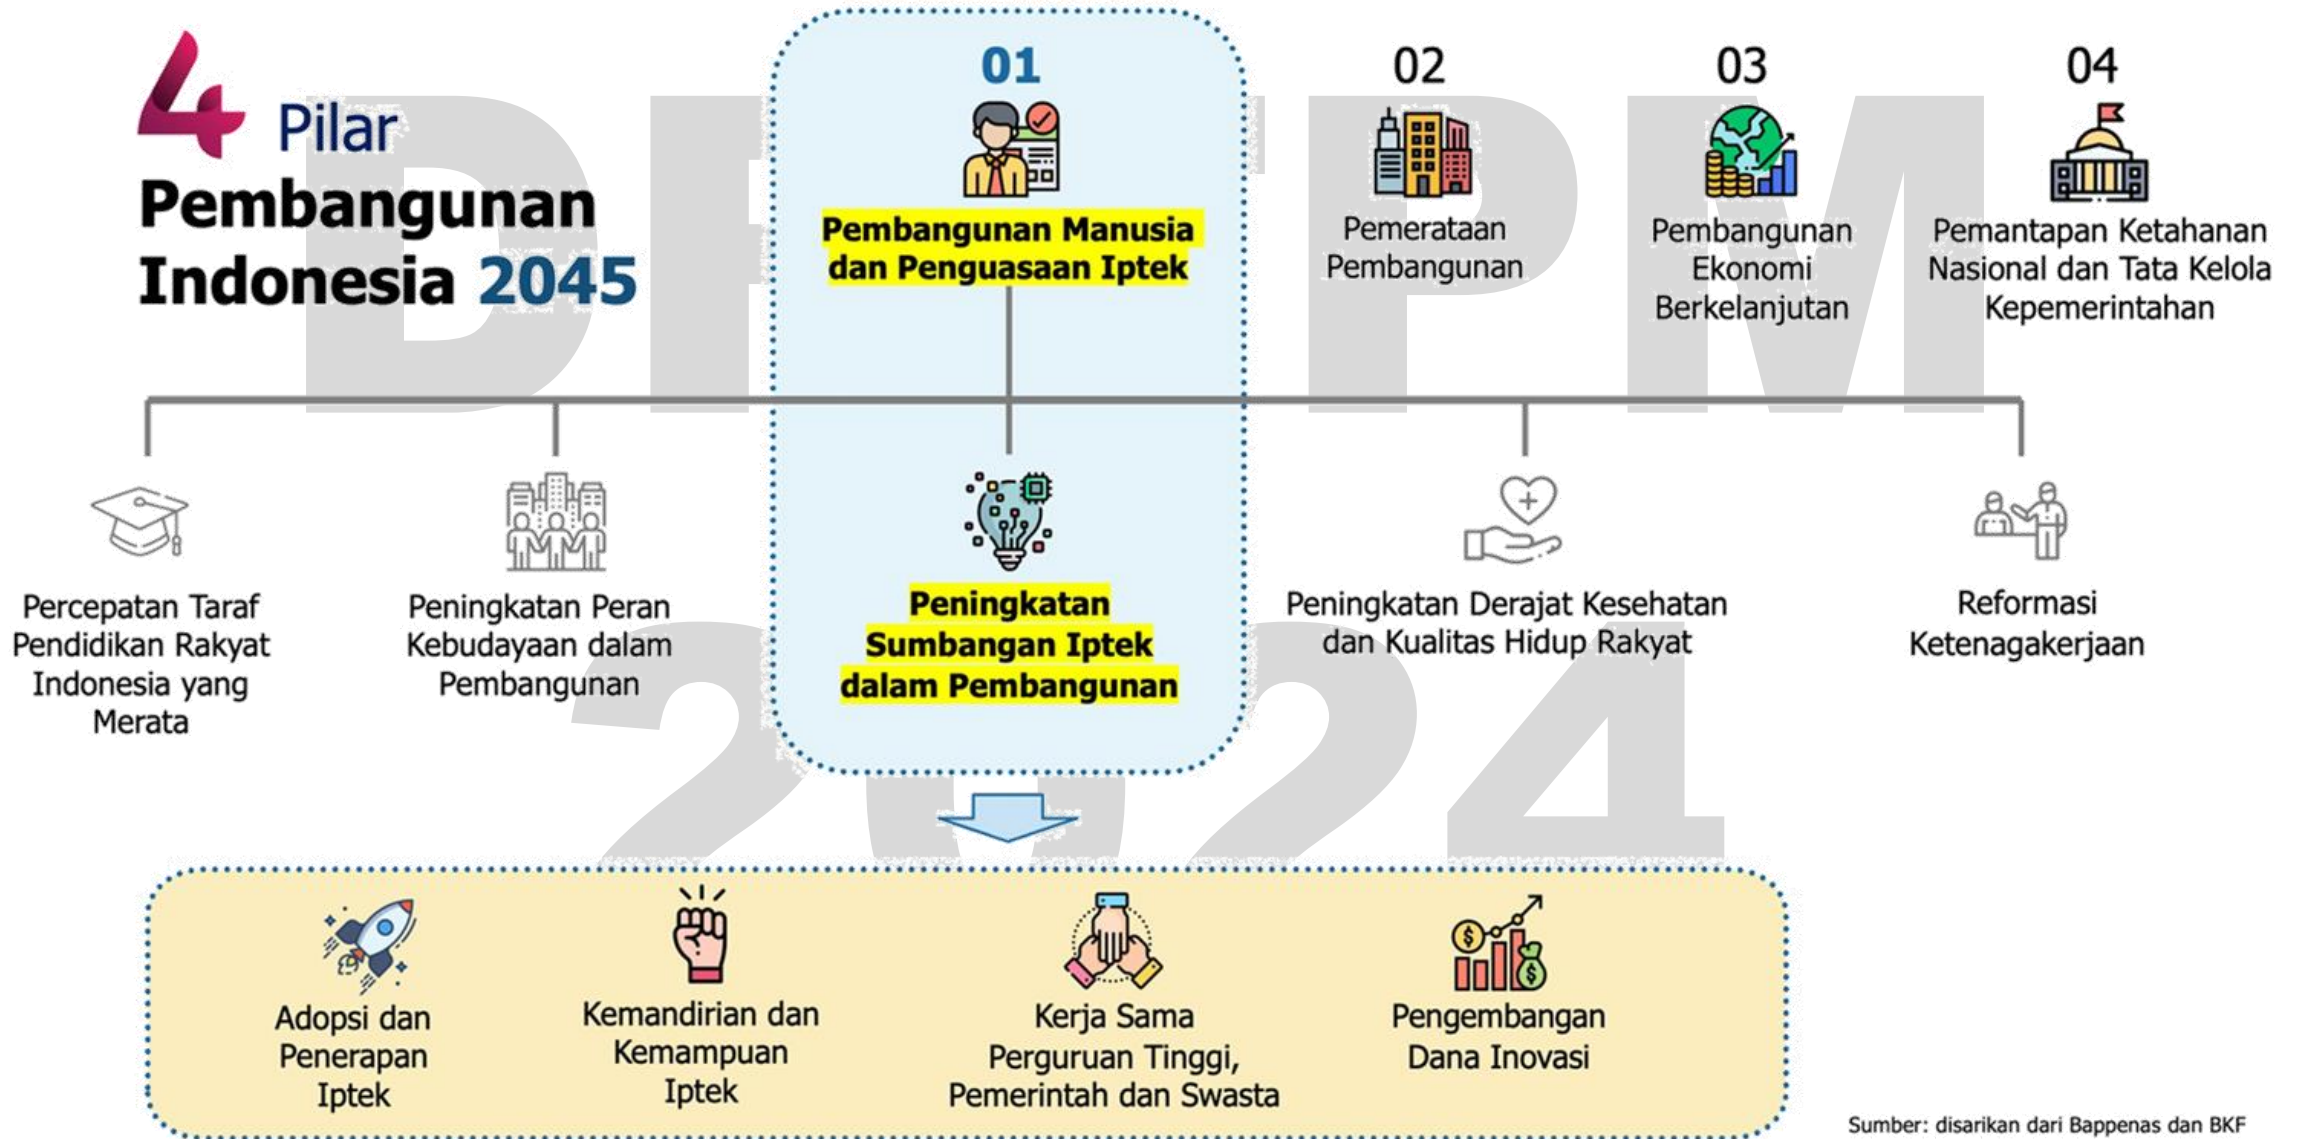 4 Pilar
Pembangunan
Indonesia 2045
01
Pembangunan Manusia
dan Penguasaan Iptek
02
Pemerataan
Pembangunan
03
Pembangunan
Ekonomi
Berkelanjutan
04
Pemantapan Ketahanan
Nasional dan Tata Kelola
Kepemerintahan
Percepatan Taraf
Pendidikan Rakyat
Indonesia yang
Merata
Peningkatan Peran
Kebudayaan dalam
Pembangunan
Peningkatan
Sumbangan Iptek
dalam Pembangunan
Peningkatan Derajat Kesehatan
dan Kualitas Hidup Rakyat
Reformasi
Ketenagakerjaan
Adopsi dan
Penerapan
Iptek
Kemandirian dan
Kemampuan
Iptek
Kerja Sama
Perguruan Tinggi,
Pemerintah dan Swasta
Pengembangan
Dana Inovasi
Sumber: disarikan dari Bappenas dan BKF
2024